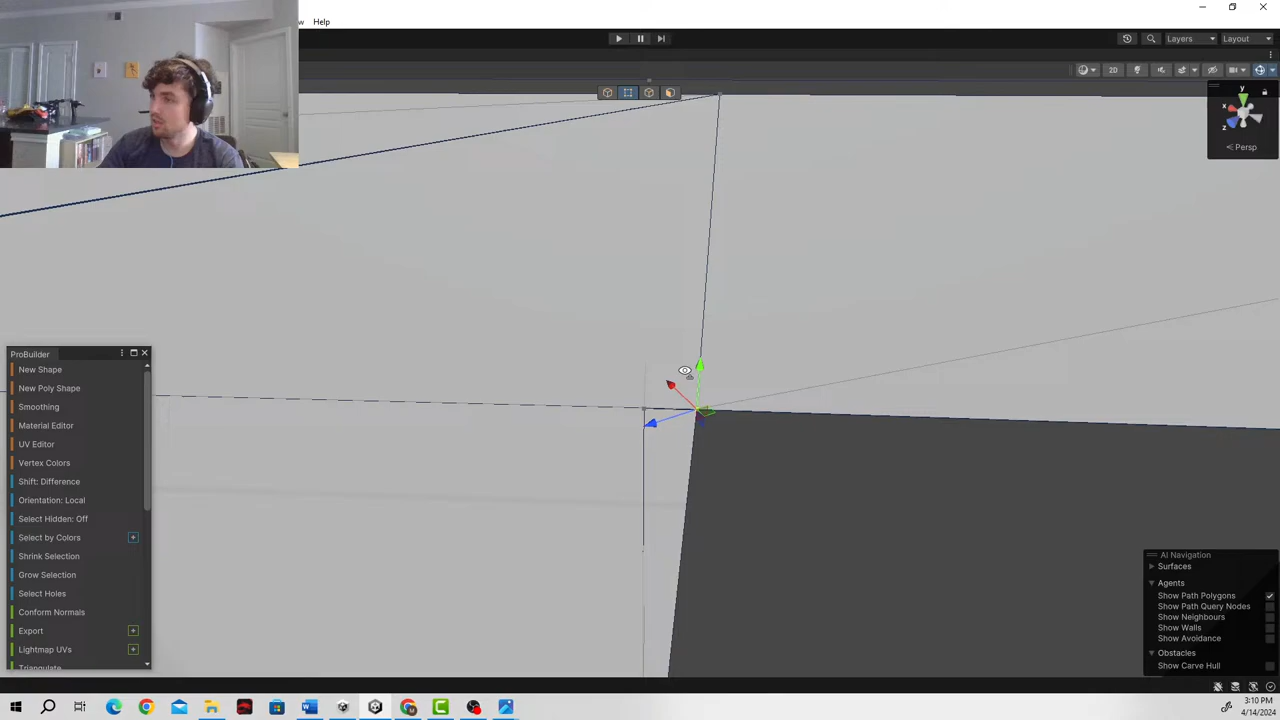 w
Help
Layers
Layout
2D
y
x
z
Persp
ProBuilder
New Shape
New Poly Shape
Smoothing
Material Editor
UV Editor
Vertex Colors
Shift: Difference
Orientation: Local
Select Hidden: Off
Select by Colors
Shrink Selection
Grow Selection
Select Holes
Conform Normals
Export
Lightmap UVs
Triangulate
AI Navigation
Surfaces
Agents
Show Path Polygons
Show Path Query Nodes
Show Neighbours
Show Walls
Show Avoidance
Obstacles
Show Carve Hull
3:10 PM
4/14/2024